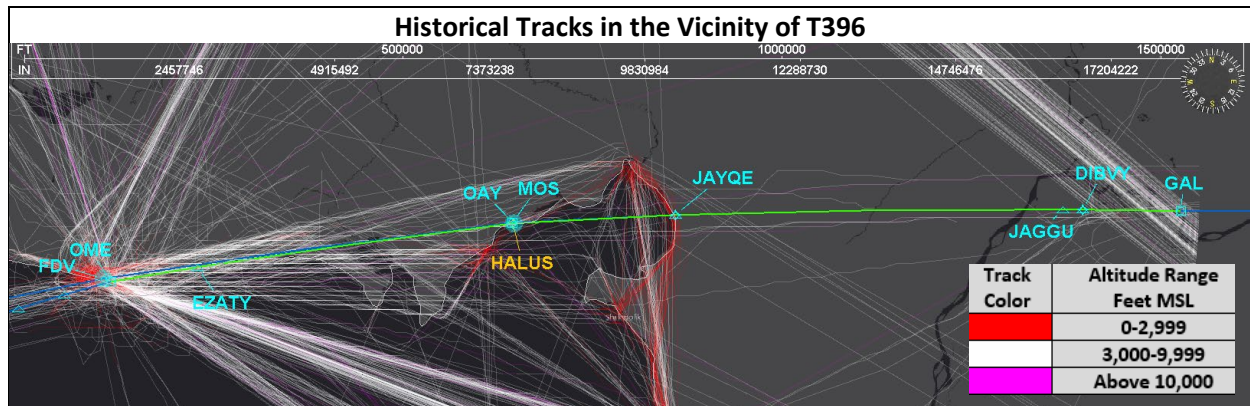 Historical Tracks in the Vicinity of T396
FT 500000 1000000 1500000
IN 2457746 4915492 7373238 9830984 12288730 14746476 17204222
N
E
S
W
JAYQE
DIBVY
GAL
OAY MOS
JAGGU
HALUS
OME
FDV
EZATY
Track Color Altitude Range Feet MSL
0-2,999
3,000-9,999
Above 10,000